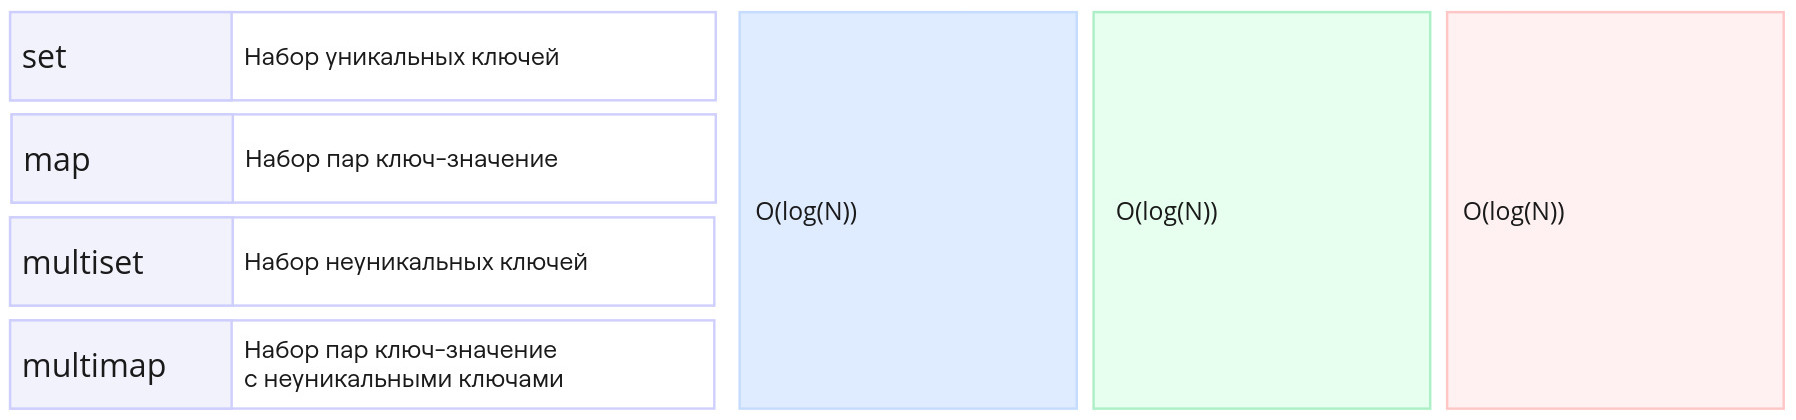 set
Набор уникальных ключей
map
Набор пар ключ-значение
multiset
Набор неуникальных ключей
multimap
Набор пар ключ-значение
с неуникальными ключами
O(log(N))
O(log(N))
O(log(N))